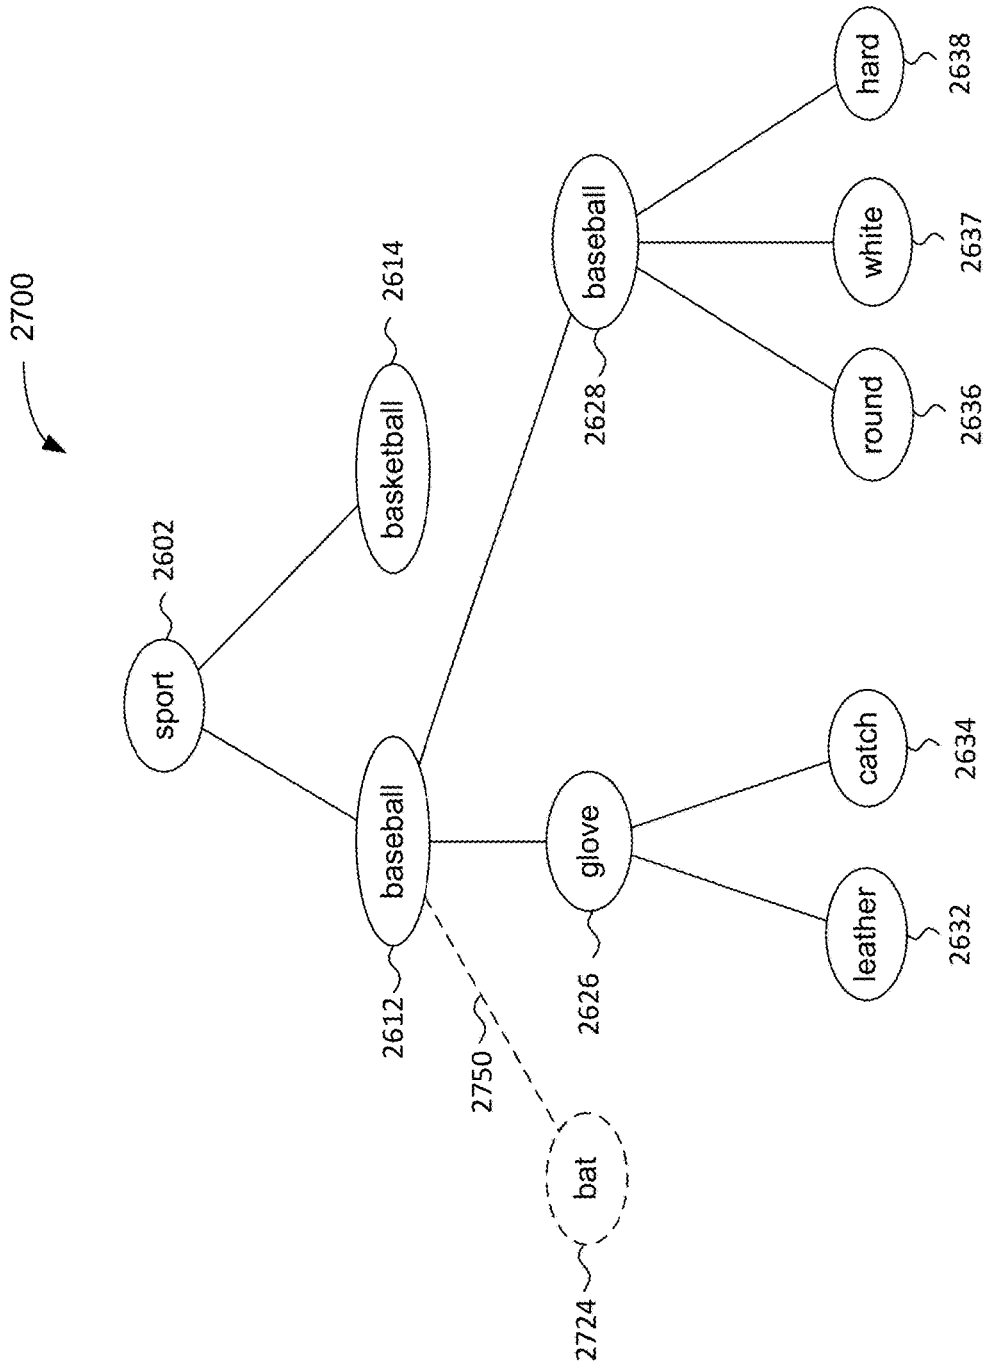 2700
sport
2602
baseball
2612
basketball
2614
2750
bat
2724
glove
2626
baseball
2628
leather
2632
catch
2634
round
2636
white
2637
hard
2638